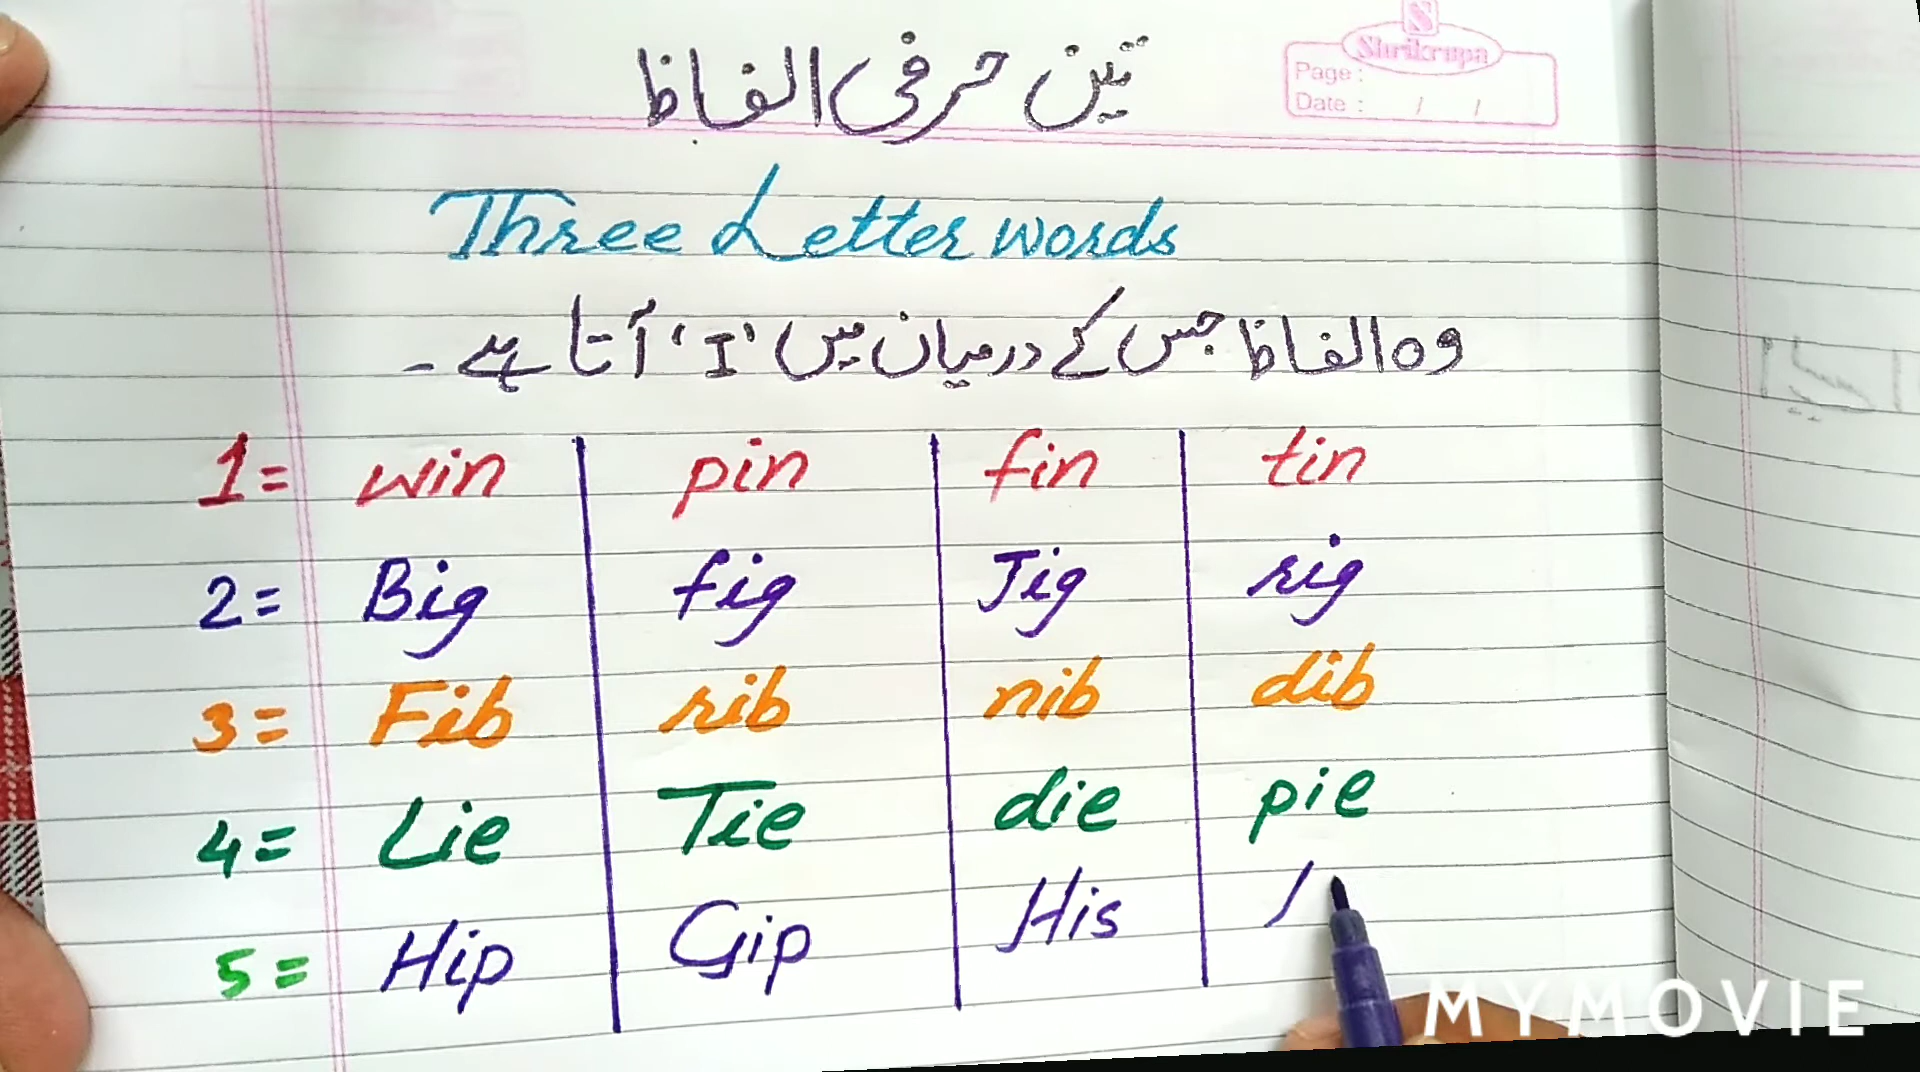 S
Shrikrupa
Page :
Date : / /
تین حرفی الفاظ
Three Letter words
وہ الفاظ جس کے درمیان میں 'I' آتا ہے ۔
1= win pin fin tin
2= Big fig Jig rig
3= Fib rib nib dib
4= Lie Tie die pie
5= Hip Gip His
MYMOVIE